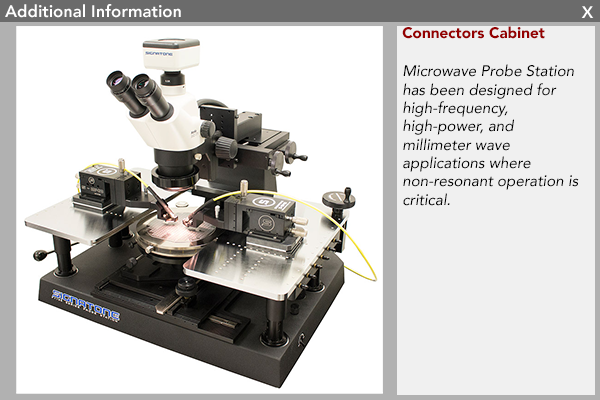 Additional Information
X
Connectors Cabinet
Microwave Probe Station
has been designed for
high-frequency,
high-power, and
millimeter wave
applications where
non-resonant operation is
critical.
SIGNATONE
SIGNATONE